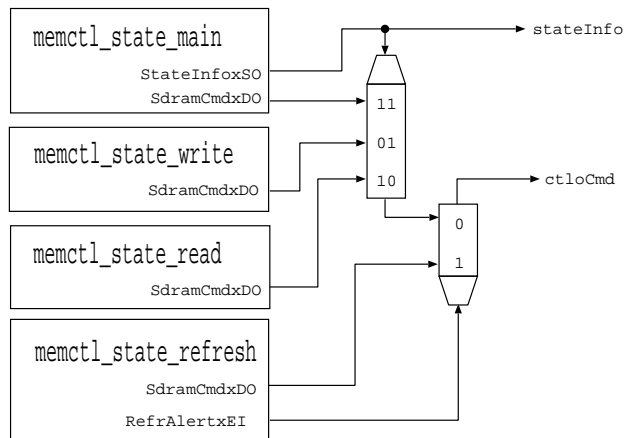 memctl_state_main
stateInfo
StateInfoxSO
SdramCmdxDO
11
memctl_state_write
01
SdramCmdxDO
10
ctloCmd
0
memctl_state_read
1
SdramCmdxDO
memctl_state_refresh
SdramCmdxDO
RefrAlertxEI